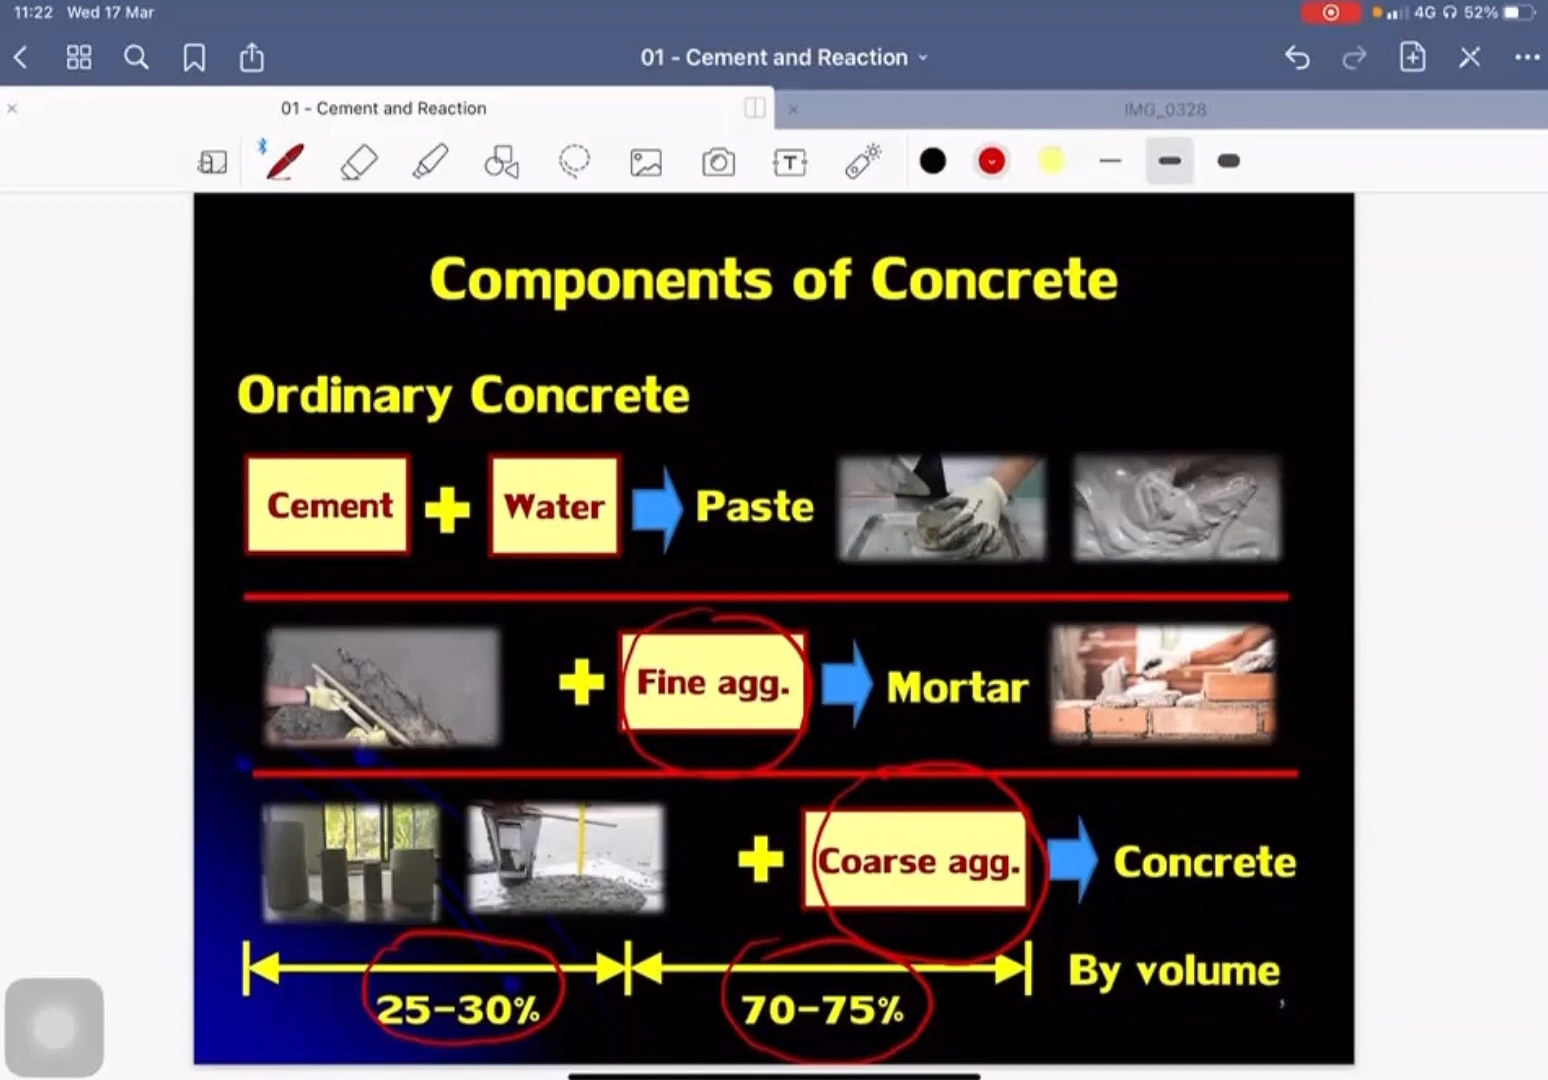 11:22 Wed 17 Mar
4G 52%
01 - Cement and Reaction
01 - Cement and Reaction
IMG_0328
T
Components of Concrete
Ordinary Concrete
Cement + Water Paste
+ Fine agg. Mortar
+ Coarse agg. Concrete
25-30% 70-75% By volume